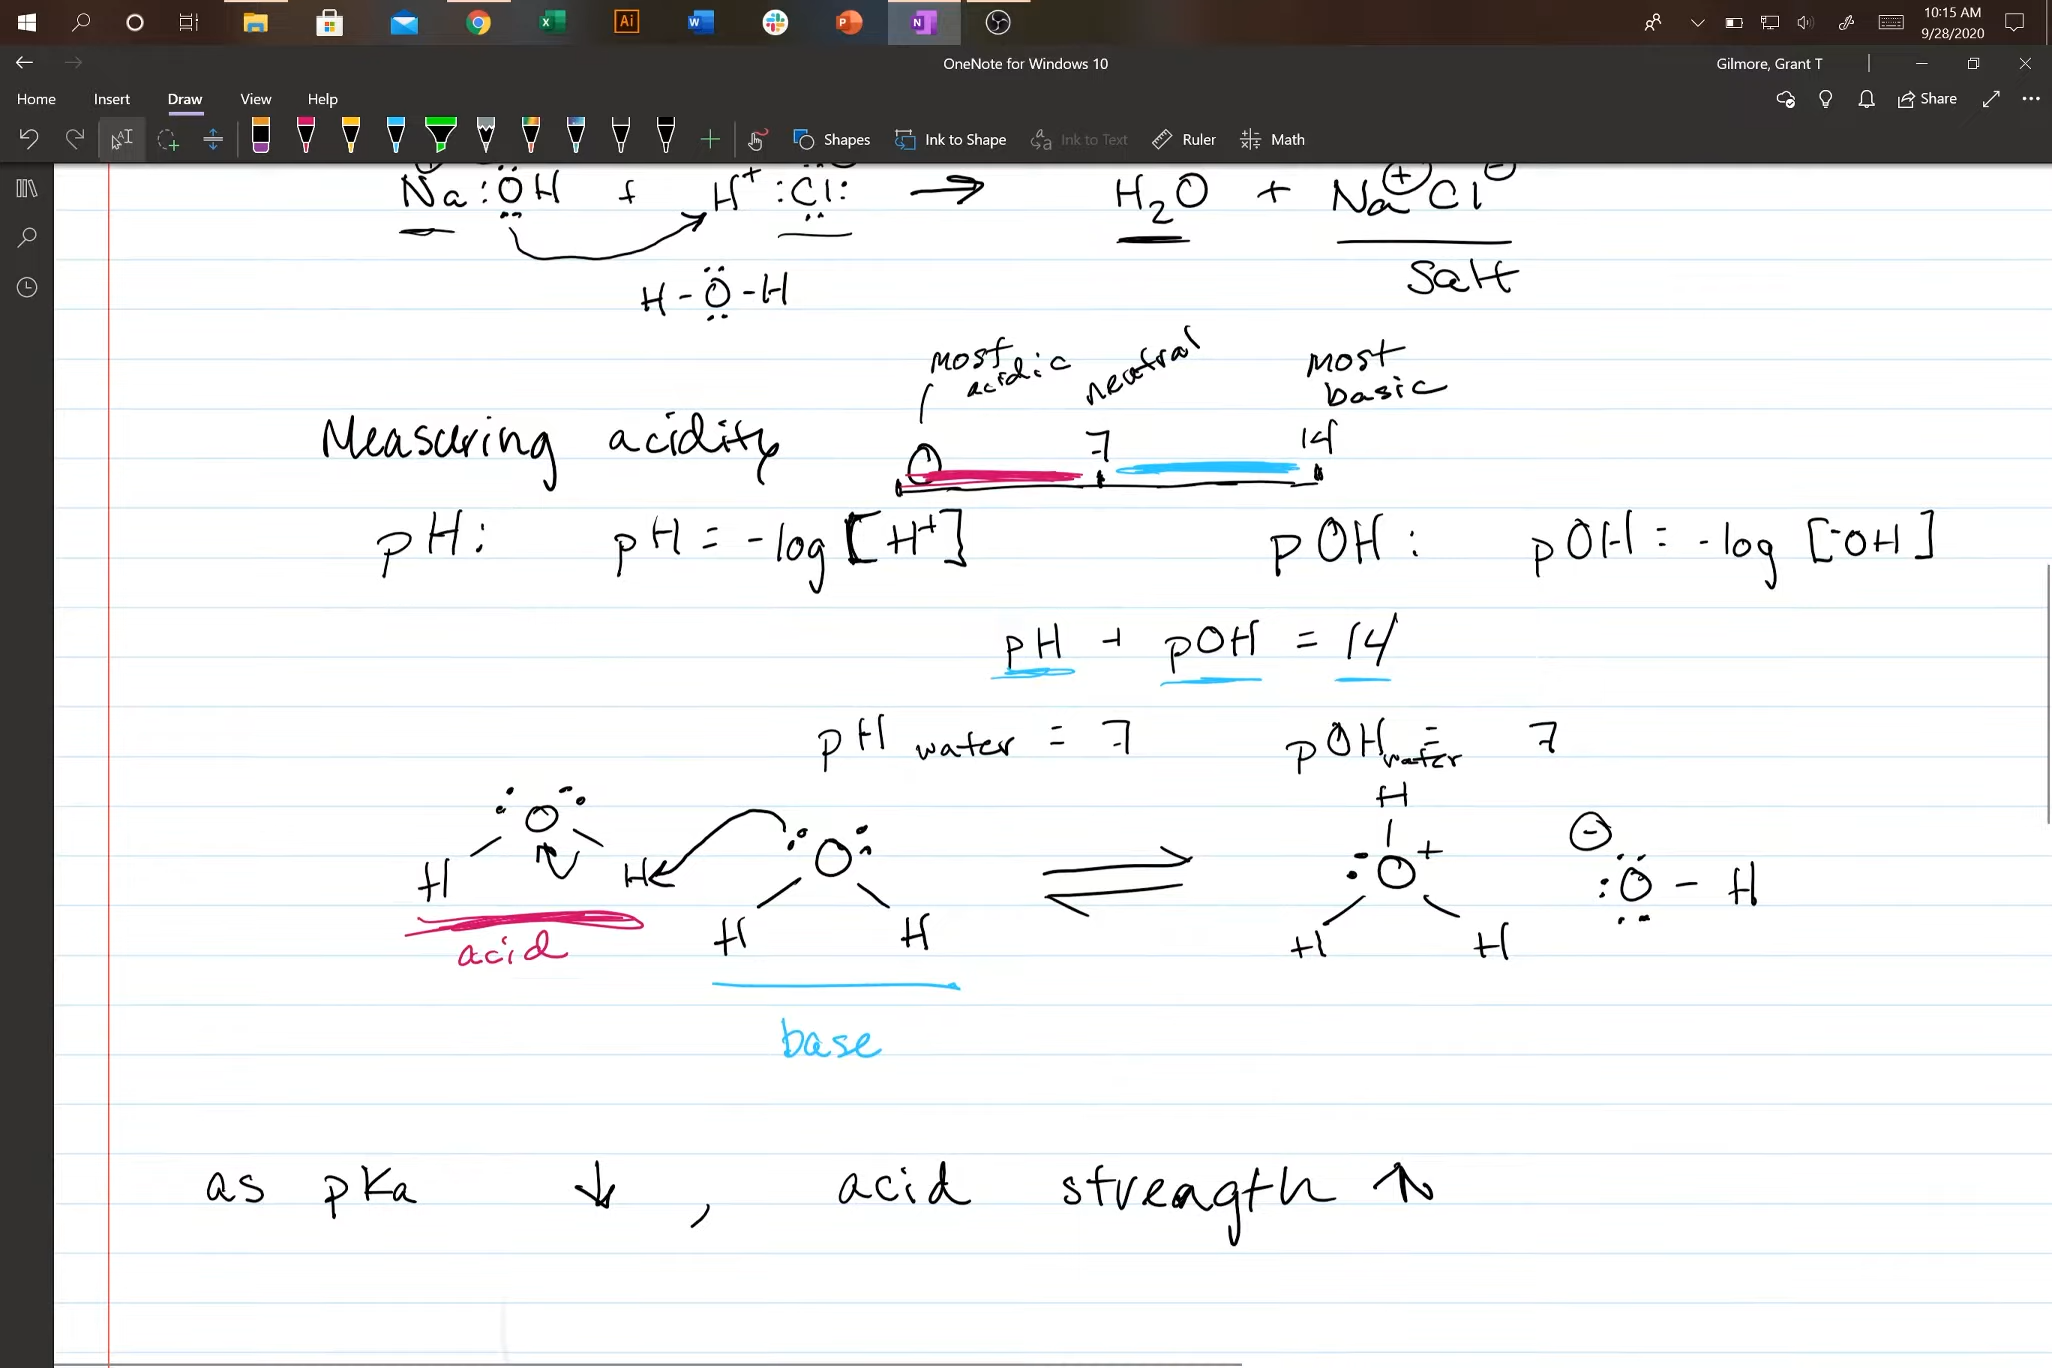 10:15 AM
9/28/2020
OneNote for Windows 10
Gilmore, Grant T
Home Insert Draw View Help
Share
Shapes Ink to Shape Ink to Text Ruler Math
Na :ÖH + H⁺ :Cl: → H₂O + Na⊕Cl⊖
H-Ö-H
Salt
most acidic
neutral
most basic
Measuring acidity
0 7 14
pH: pH = -log [H⁺] pOH: pOH = -log [⁻OH]
pH + pOH = 14
pH water = 7 pOH water = 7
H O H H O H ⇌ H O⁺ H H ⊖ :Ö - H
acid
base
as pKa ↓, acid strength ↑